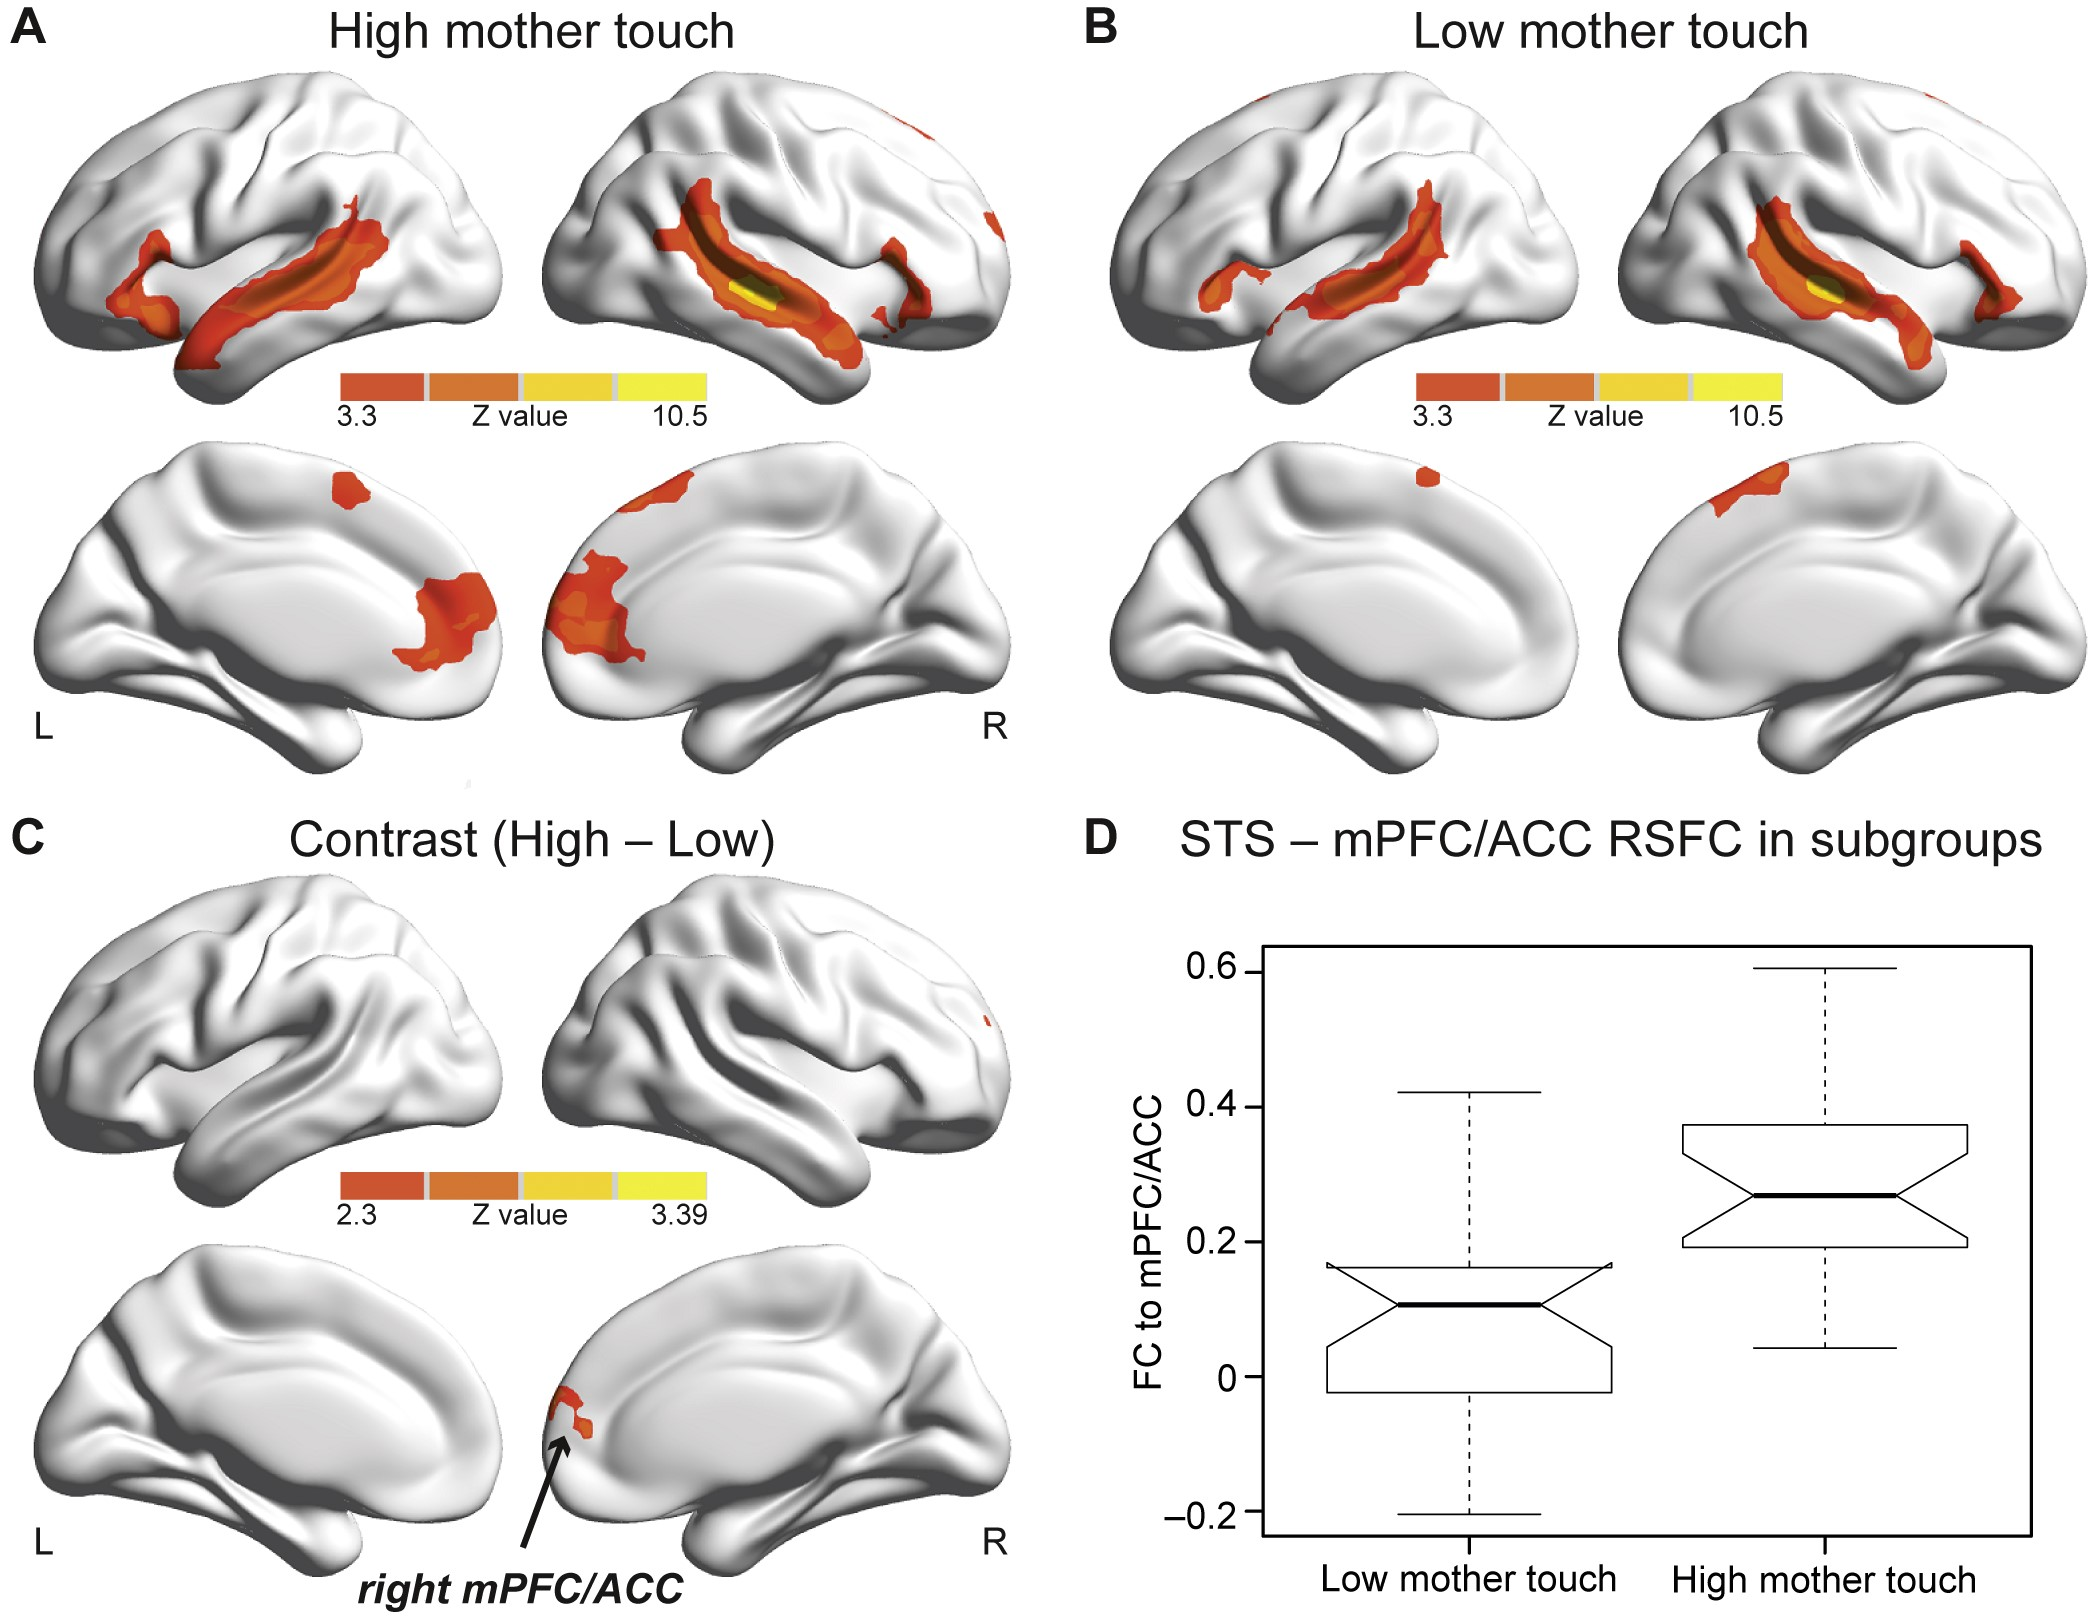 A
High mother touch
3.3 Z value 10.5
L R
B
Low mother touch
3.3 Z value 10.5
C
Contrast (High – Low)
2.3 Z value 3.39
L R
right mPFC/ACC
D
STS – mPFC/ACC RSFC in subgroups
FC to mPFC/ACC
0.6
0.4
0.2
0
–0.2
Low mother touch High mother touch